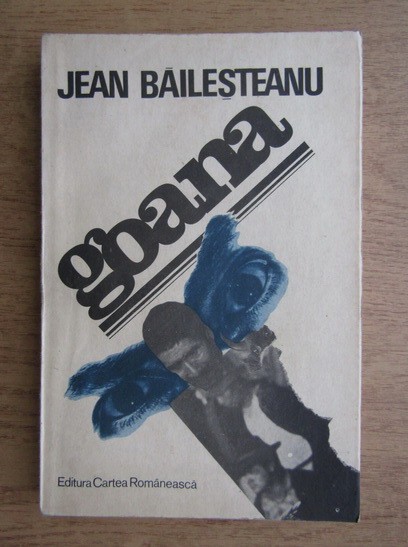 JEAN BĂILEȘTEANU
goana
Editura Cartea Românească